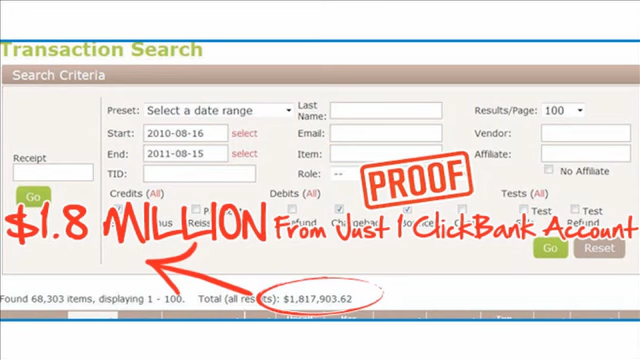 Transaction Search
Search Criteria
Preset: Select a date range Last Name: Results/Page: 100
Start: 2010-08-16 select Email: Vendor:
Receipt End: 2011-08-15 select Item: Affiliate:
TID: Role: -- No Affiliate
PROOF
Go Credits (All) Debits (All) Tests (All)
Test Test
$1.8 MILLION From Just 1 ClickBank Account
Go Reset
Found 68,303 items, displaying 1 - 100. Total (all results): $1,817,903.62